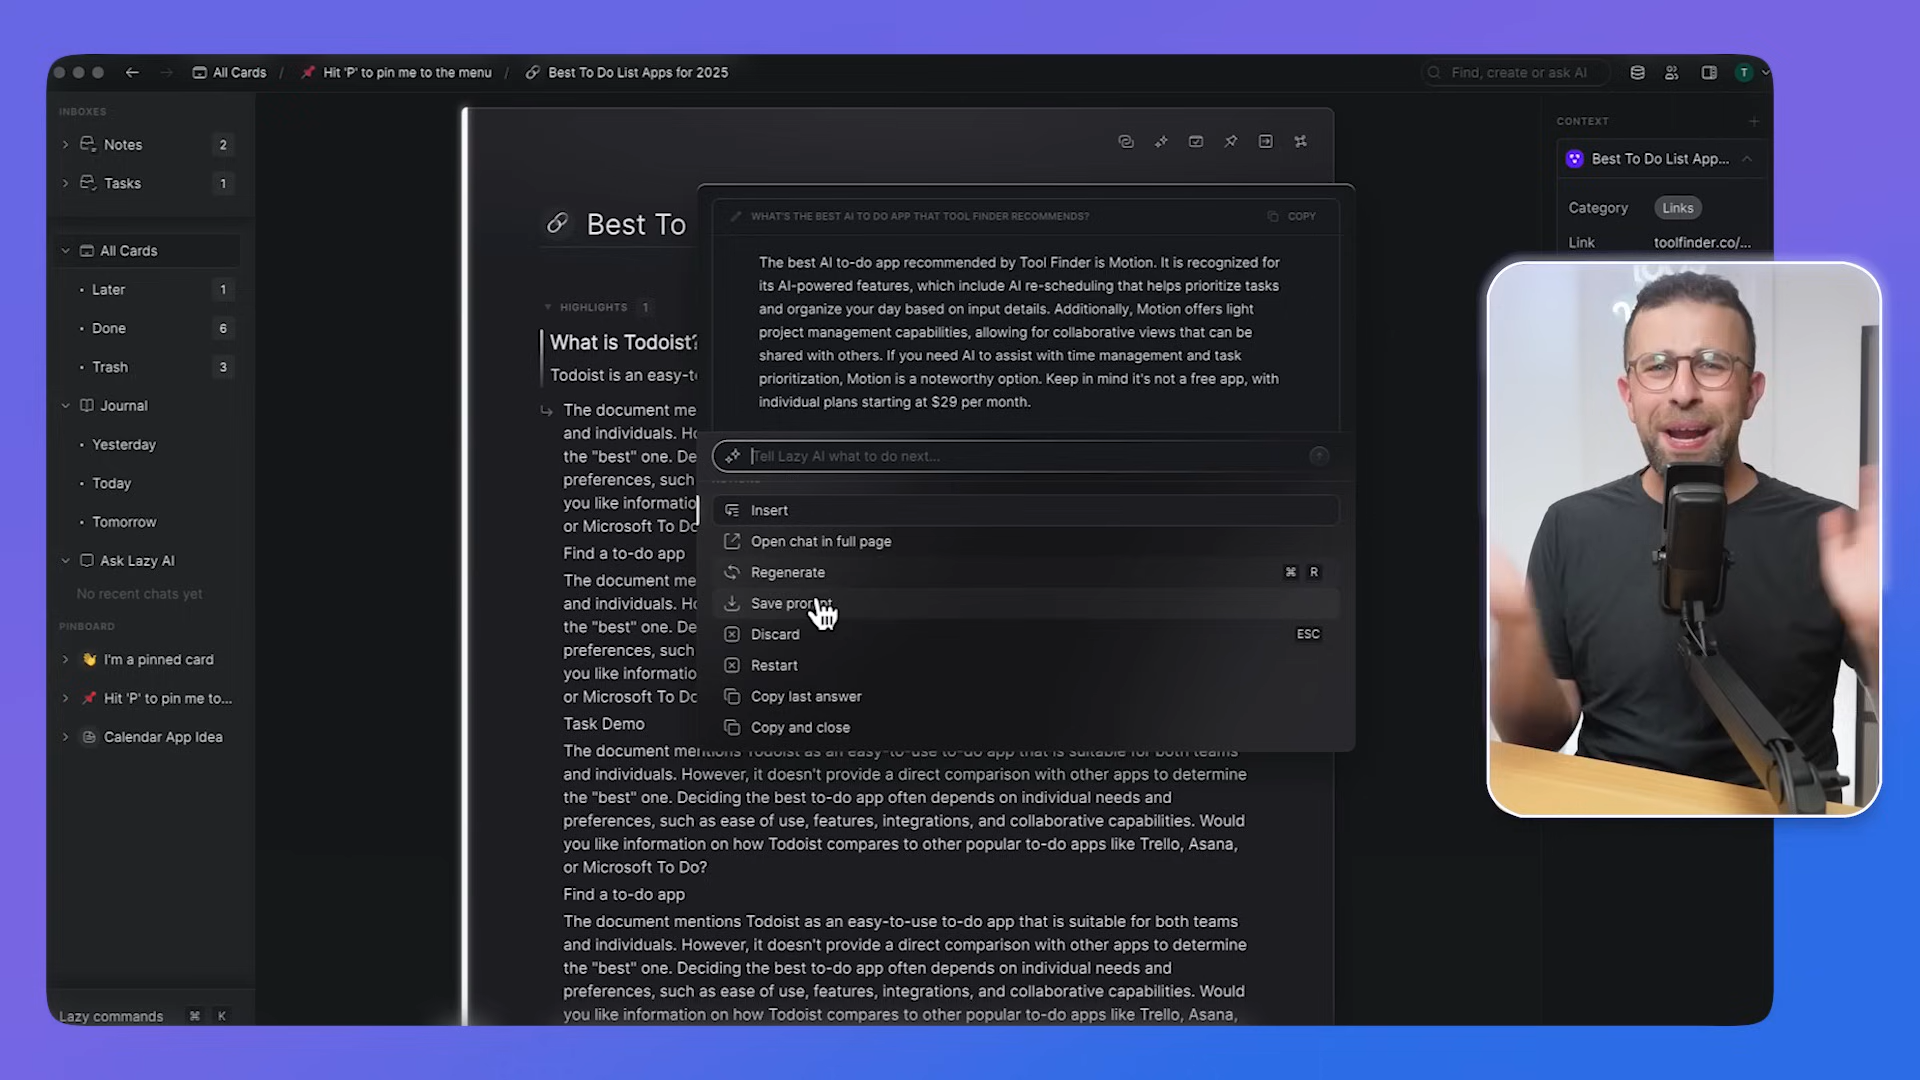 All Cards / Hit 'P' to pin me to the menu / Best To Do List Apps for 2025
Find, create or ask AI
T
INBOXES
Notes 2
Tasks 1
All Cards
Later 1
Done 6
Trash 3
Journal
Yesterday
Today
Tomorrow
Ask Lazy AI
No recent chats yet
PINBOARD
I'm a pinned card
Hit 'P' to pin me to...
Calendar App Idea
Lazy commands ⌘ K
Best To
HIGHLIGHTS 1
What is Todoist?
Todoist is an easy-t
The document me
and individuals. Ho
the "best" one. De
preferences, such
you like informatio
or Microsoft To Do
Find a to-do app
The document me
and individuals. Ho
the "best" one. De
preferences, such
you like informatio
or Microsoft To Do
Task Demo
The document mentions Todoist as an easy-to-use to-do app that is suitable for both teams
and individuals. However, it doesn't provide a direct comparison with other apps to determine
the "best" one. Deciding the best to-do app often depends on individual needs and
preferences, such as ease of use, features, integrations, and collaborative capabilities. Would
you like information on how Todoist compares to other popular to-do apps like Trello, Asana,
or Microsoft To Do?
Find a to-do app
The document mentions Todoist as an easy-to-use to-do app that is suitable for both teams
and individuals. However, it doesn't provide a direct comparison with other apps to determine
the "best" one. Deciding the best to-do app often depends on individual needs and
preferences, such as ease of use, features, integrations, and collaborative capabilities. Would
you like information on how Todoist compares to other popular to-do apps like Trello, Asana,
WHAT'S THE BEST AI TO DO APP THAT TOOL FINDER RECOMMENDS? COPY
The best AI to-do app recommended by Tool Finder is Motion. It is recognized for
its AI-powered features, which include AI re-scheduling that helps prioritize tasks
and organize your day based on input details. Additionally, Motion offers light
project management capabilities, allowing for collaborative views that can be
shared with others. If you need AI to assist with time management and task
prioritization, Motion is a noteworthy option. Keep in mind it's not a free app, with
individual plans starting at $29 per month.
Tell Lazy AI what to do next...
Insert
Open chat in full page
Regenerate ⌘ R
Save prompt
Discard ESC
Restart
Copy last answer
Copy and close
CONTEXT
Best To Do List App...
Category Links
Link toolfinder.co/...